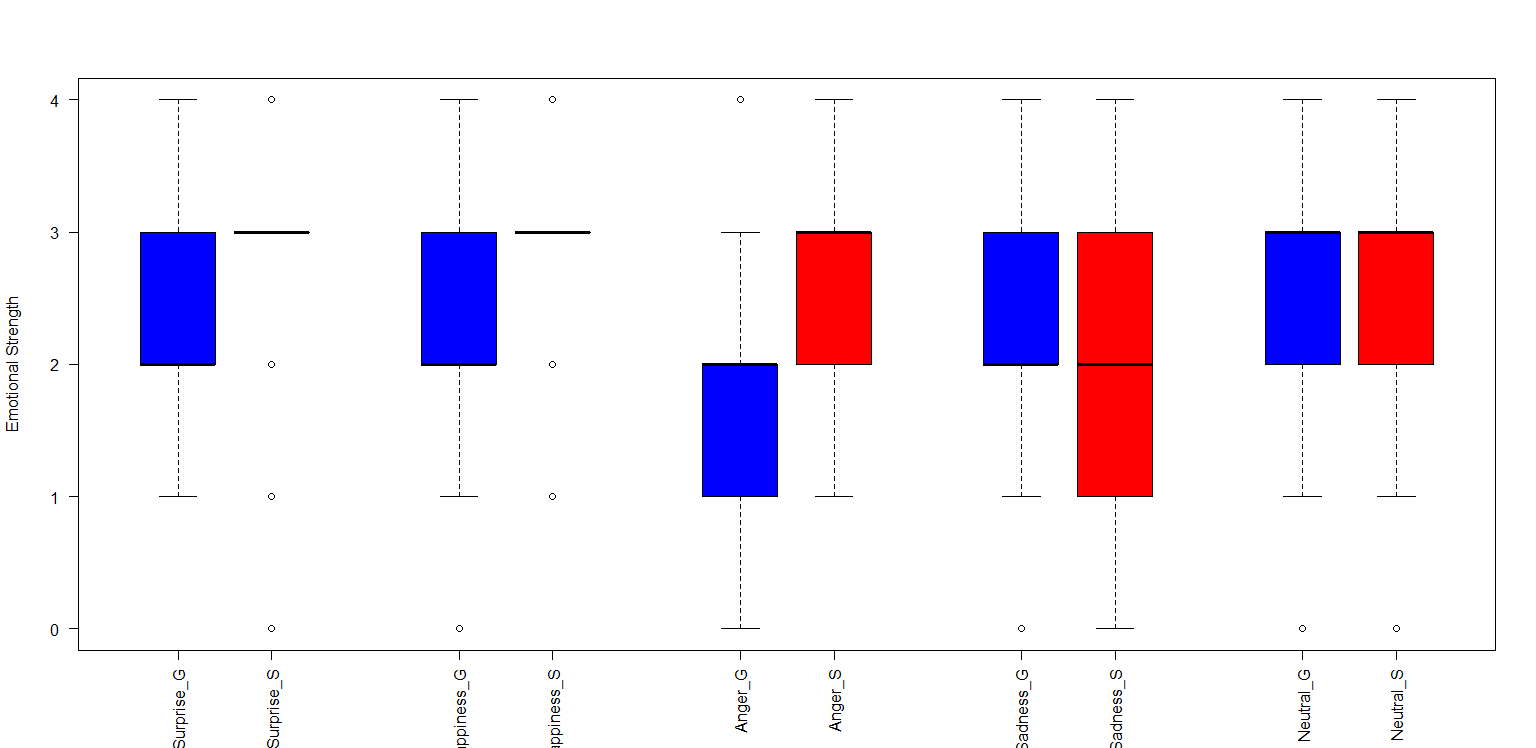 Emotional Strength
4
3
2
1
0
Surprise_G
Surprise_S
appiness_G
appiness_S
Anger_G
Anger_S
Sadness_G
Sadness_S
Neutral_G
Neutral_S